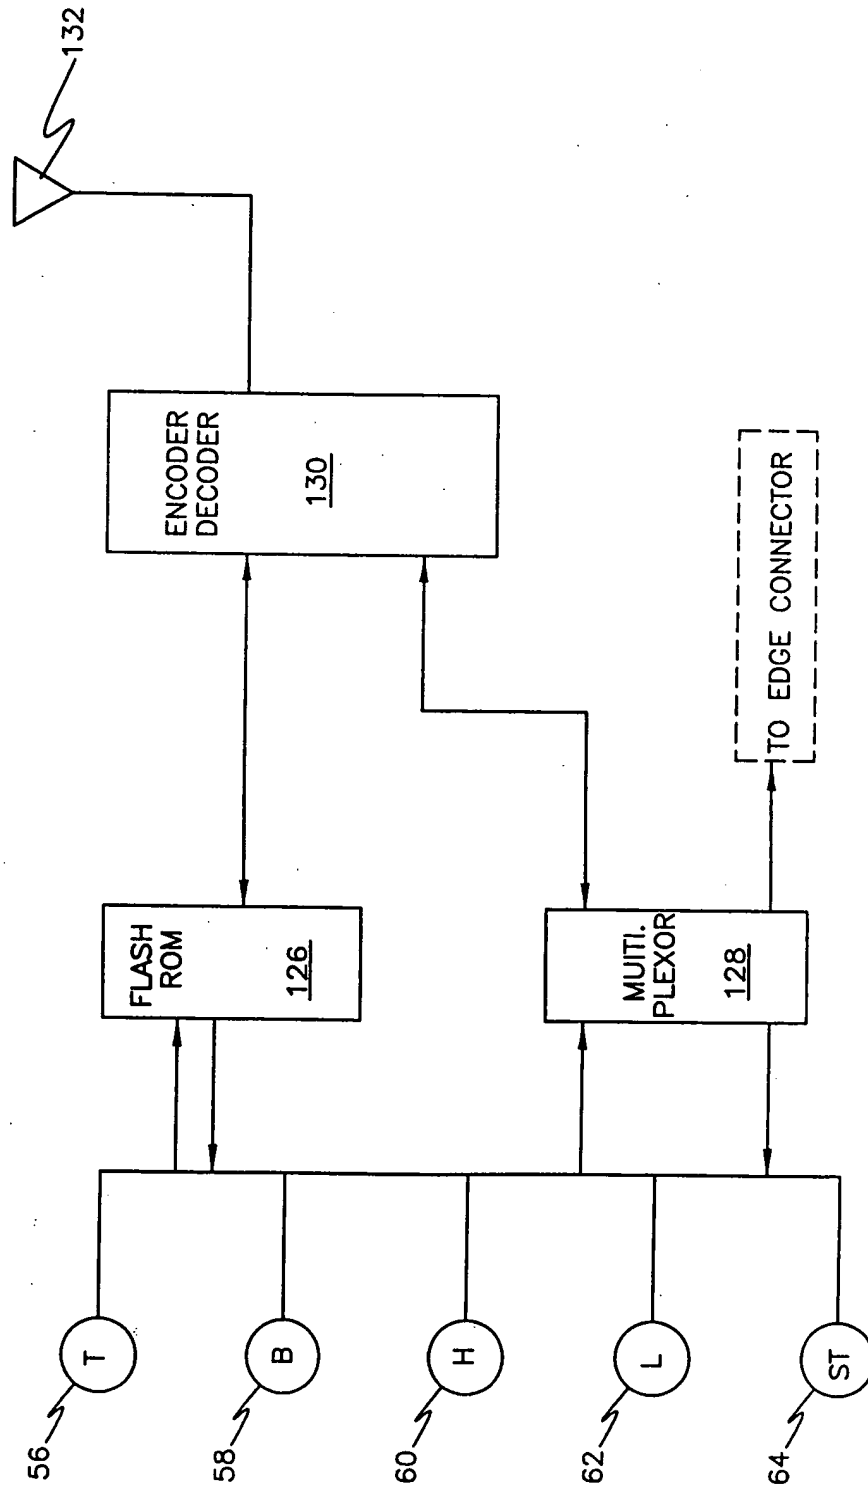 56
T
58
B
60
H
62
L
64
ST
FLASH
ROM
126
MUITI.
PLEXOR
128
ENCODER
DECODER
130
TO EDGE CONNECTOR
132